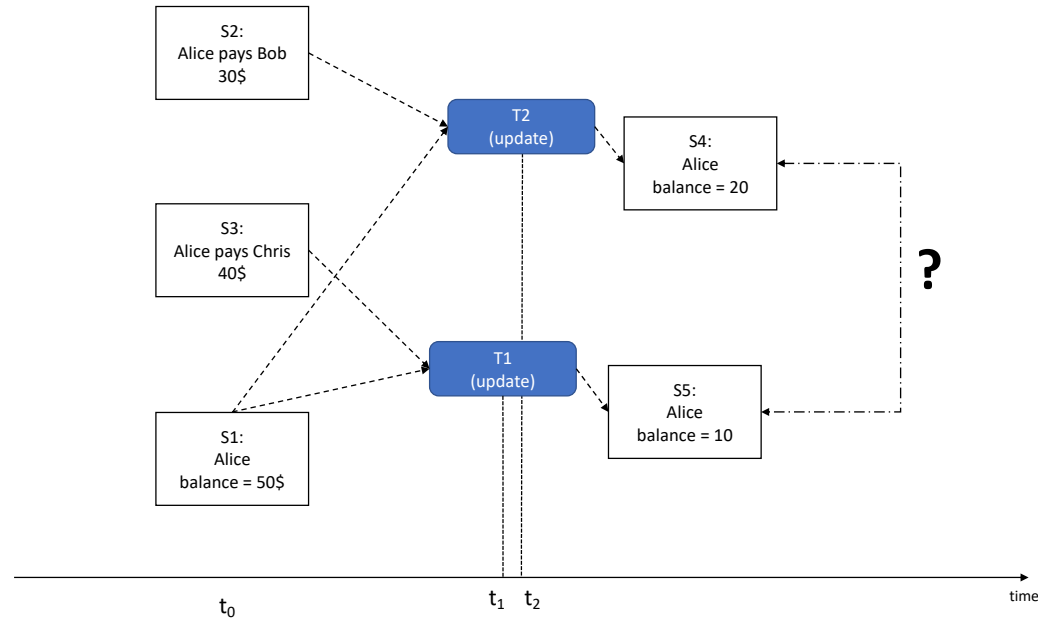 S2:
Alice pays Bob
30$
T2
(update)
S4:
Alice
balance = 20
S3:
Alice pays Chris
40$
?
T1
(update)
S5:
Alice
balance = 10
S1:
Alice
balance = 50$
t₀
t₁
t₂
time